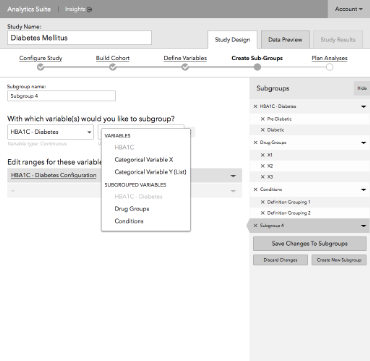 Analytics Suite
Insights
Account
Study Name:
Diabetes Mellitus
Study Design
Data Preview
Study Results
Configure Study
Build Cohort
Define Variables
Create Sub-Groups
Plan Analyses
Subgroup name:
Subgroup 4
With which variable(s) would you like to subgroup?
HBA1C - Diabetes
Variable type: Continuous
VARIABLES
HBA1C
Categorical Variable X
Categorical Variable Y (List)
SUBGROUPED VARIABLES
HBA1C - Diabetes
Drug Groups
Conditions
Edit ranges for these variable
HBA1C - Diabetes Configuration
Subgroups
Hide
HBA1C - Diabetes
Pre Diabetic
Diabetic
Drug Groups
X1
X2
X3
Conditions
Definition Grouping 1
Definition Grouping 2
Subgroup 4
Save Changes To Subgroups
Discard Changes
Create New Subgroup